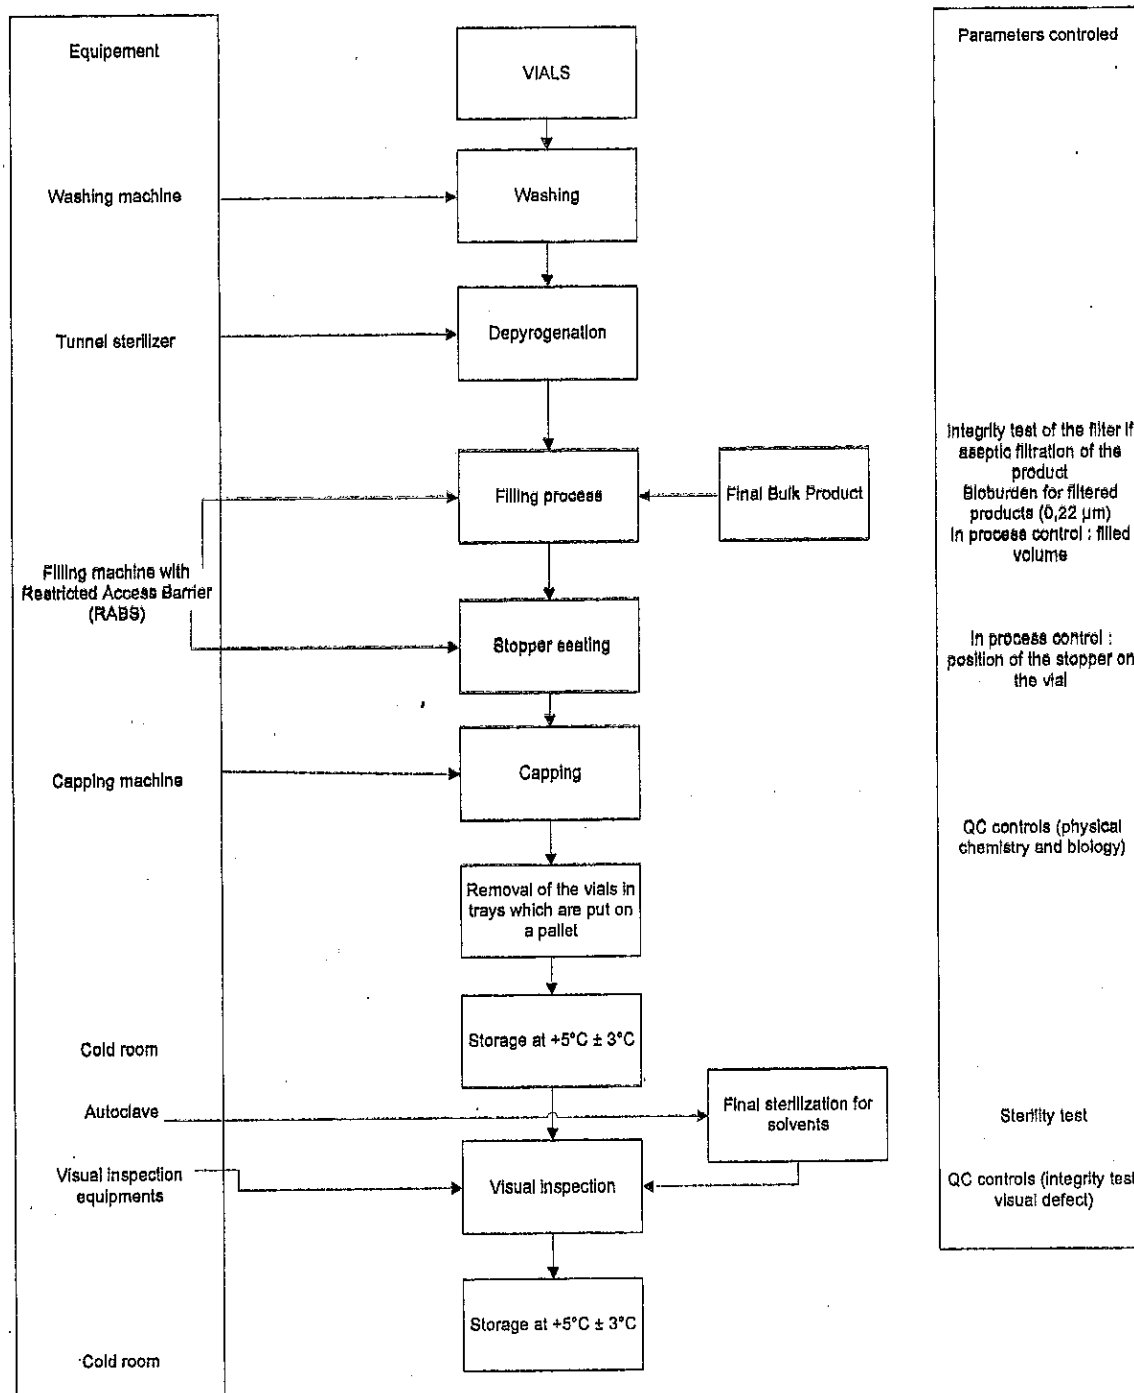 Equipement
Parameters controled
VIALS
Washing machine
Washing
Tunnel sterilizer
Depyrogenation
Filling process
Final Bulk Product
Integrity test of the filter if
aseptic filtration of the
product
Bioburden for filtered
products (0,22 µm)
In process control : filled
volume
Filling machine with
Restricted Access Barrier
(RABS)
Stopper seating
In process control :
position of the stopper on
the vial
Capping machine
Capping
QC controls (physical
chemistry and biology)
Removal of the vials in
trays which are put on
a pallet
Cold room
Storage at +5°C ± 3°C
Autoclave
Final sterilization for
solvents
Sterility test
Visual inspection
equipments
Visual inspection
QC controls (integrity test
visual defect)
Storage at +5°C ± 3°C
Cold room